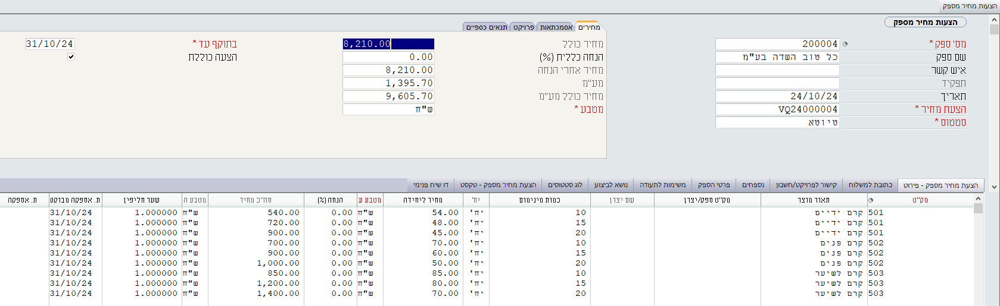 הצעות מחיר מספק
הצעות מחיר מספק
מס' ספק * 200004
שם ספק כל טוב השדה בע"מ
איש קשר
תפקיד
תאריך 24/10/24
הצעת מחיר * VQ24000004
סטטוס * טיוטא
מחירים אסמכתאות פרויקט תנאים כספיים
מחיר כולל 8,210.00 בתוקף עד * 31/10/24
הנחה כללית (%) 0.00 הצעה כוללת
מחיר אחרי הנחה 8,210.00
מע"מ 1,395.70
מחיר כולל מע"מ 9,605.70
מטבע * ש"ח
הצעת מחיר מספק - פירוט כתובת למשלוח קישור לפרויקט/חשבון נספחים פרטי הספק משימות לתעודה נושא לביצוע לוג סטטוסים הצעת מחיר מספק - טקסט דו שיח פנימי
מק"ט תאור מוצר מק"ט ספק/יצרן שם יצרן כמות מינימום יח' מחיר ליחידה מטבע ש הנחה (%) סה"כ מחיר מטבע ה שער חליפין ת. אספקה מבוקש ת. אספקה
501 קרם ידיים 10 יח' 54.00 ש"ח 0.00 540.00 ש"ח 1.000000 31/10/24
501 קרם ידיים 15 יח' 48.00 ש"ח 0.00 720.00 ש"ח 1.000000 31/10/24
501 קרם ידיים 20 יח' 45.00 ש"ח 0.00 900.00 ש"ח 1.000000 31/10/24
502 קרם פנים 10 יח' 70.00 ש"ח 0.00 700.00 ש"ח 1.000000 31/10/24
502 קרם פנים 15 יח' 60.00 ש"ח 0.00 900.00 ש"ח 1.000000 31/10/24
502 קרם פנים 20 יח' 50.00 ש"ח 0.00 1,000.00 ש"ח 1.000000 31/10/24
503 קרם לשיער 10 יח' 85.00 ש"ח 0.00 850.00 ש"ח 1.000000 31/10/24
503 קרם לשיער 15 יח' 80.00 ש"ח 0.00 1,200.00 ש"ח 1.000000 31/10/24
503 קרם לשיער 20 יח' 70.00 ש"ח 0.00 1,400.00 ש"ח 1.000000 31/10/24